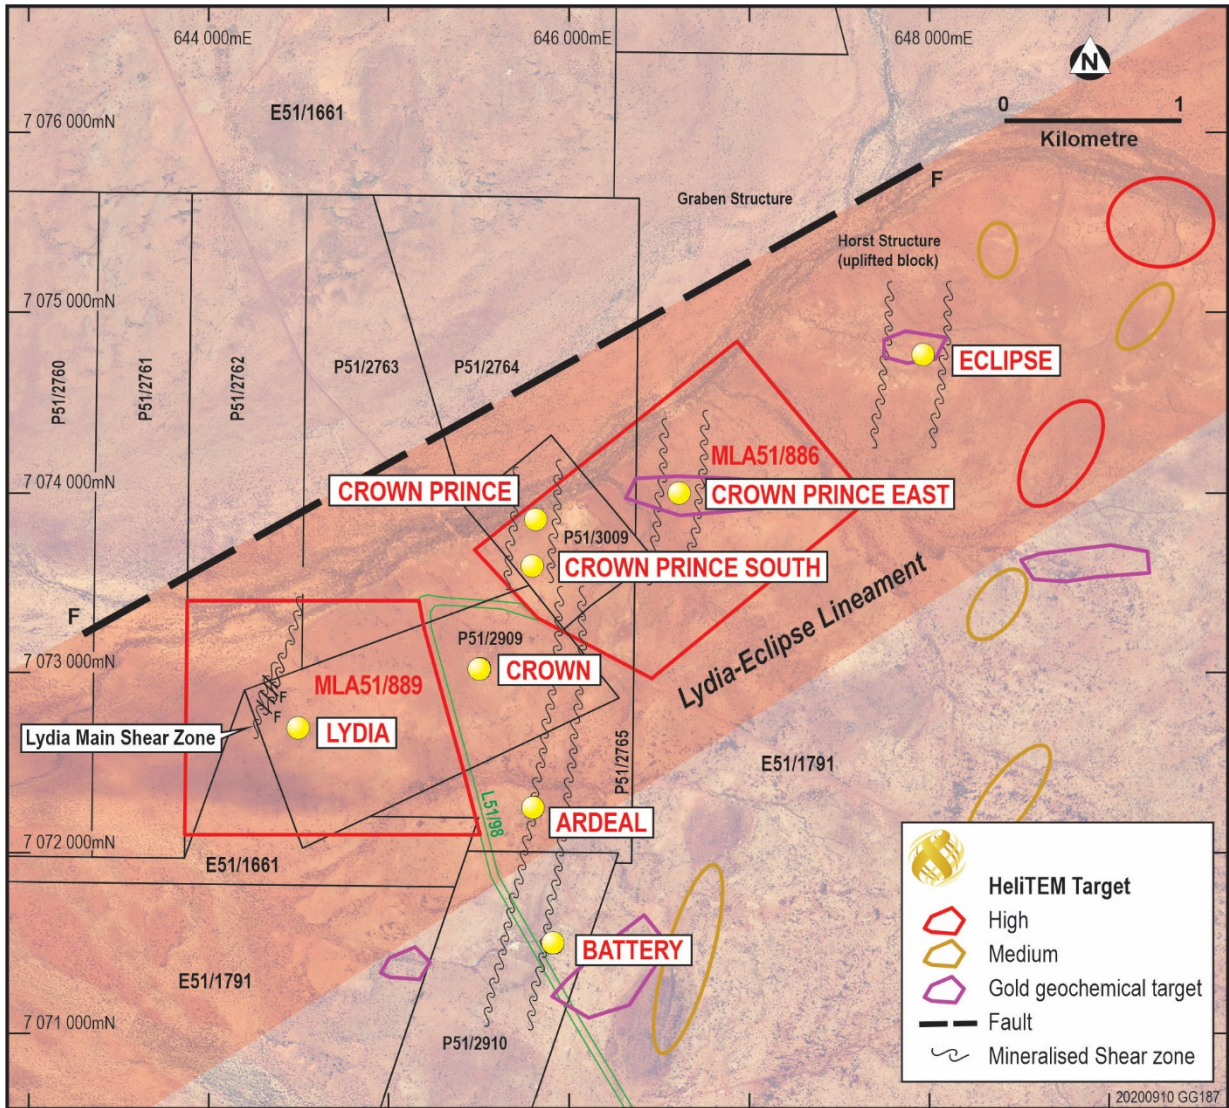 644 000mE
646 000mE
648 000mE
N
0
1
Kilometre
7 076 000mN
E51/1661
F
Graben Structure
Horst Structure
(uplifted block)
7 075 000mN
P51/2760
P51/2761
P51/2762
P51/2763
P51/2764
ECLIPSE
MLA51/886
7 074 000mN
CROWN PRINCE
CROWN PRINCE EAST
P51/3009
CROWN PRINCE SOUTH
F
Lydia-Eclipse Lineament
7 073 000mN
P51/2909
CROWN
MLA51/889
F
F
Lydia Main Shear Zone
LYDIA
P51/2765
E51/1791
L51/98
ARDEAL
7 072 000mN
E51/1661
BATTERY
E51/1791
7 071 000mN
P51/2910
HeliTEM Target
High
Medium
Gold geochemical target
Fault
Mineralised Shear zone
20200910 GG187